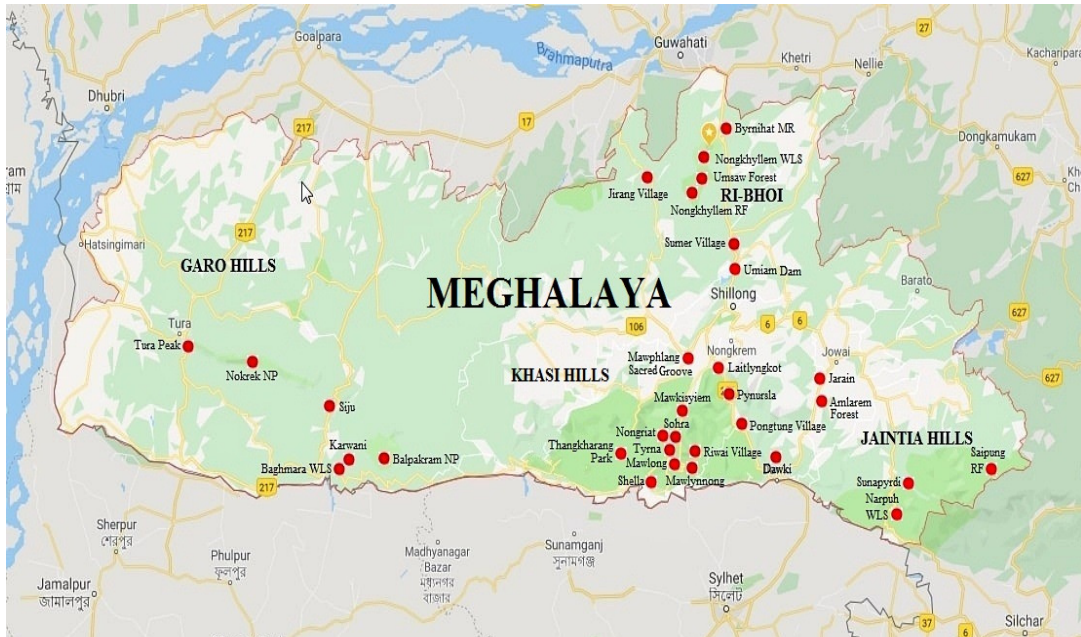 Goalpara
Guwahati
27
Brahmaputra
Khetri
Nellie
Kacharipara
Dhubri
217
17
Byrnihat MR
Dongkamukam
Nongkhyllem WLS
Jirang Village
Umsaw Forest
627
RI-BHOI
Nongkhyllem RF
Hatsingimari
217
Sumer Village
GARO HILLS
Umiam Dam
MEGHALAYA
Barato
Shillong
627
Tura
106
6
6
Tura Peak
Mawphlang
Sacred Groove
Nongkrem
Jowai
Nokrek NP
KHASI HILLS
Laitlyngkot
Jarain
627
Siju
Mawkisyiem
Pynursla
Amlarem
Forest
Sohra
Nongriat
Pongtung Village
JAINTIA HILLS
Karwani
Thangkharang
Park
Tyrna
Riwai Village
Saipung
RF
Baghmara WLS
Balpakram NP
Mawlong
Dawki
217
Shella
Mawlynnong
Sunapyrdi
Narpuh
WLS
Sherpur
শেরপুর
Phulpur
ফুলপুর
Madhyanagar
Bazar
মধ্যনগর
বাজার
Sunamganj
সুনামগঞ্জ
Jamalpur
জামালপুর
Sylhet
সিলেট
37
6
Silchar